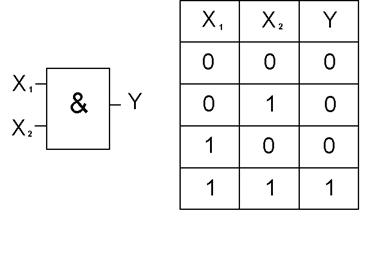 X₁
X₂
&
Y
X₁ X₂ Y
0 0 0
0 1 0
1 0 0
1 1 1